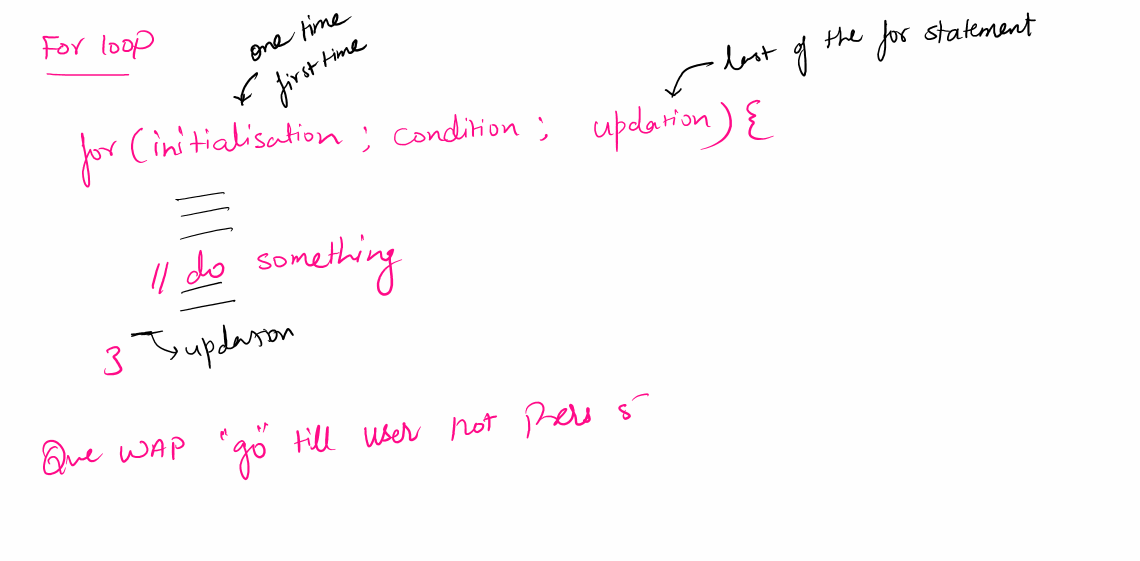 For loop
one time
first time
last of the for statement
for (initialisation ; condition ; updation) {
// do something
}
updation
Que WAP "go" till user not Press 5